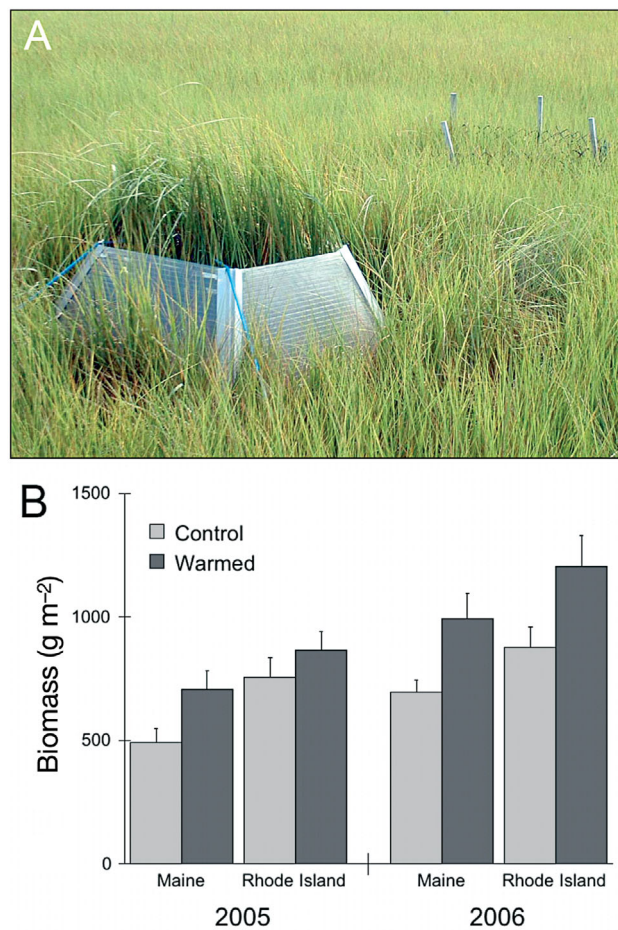 A
B
Biomass (g m⁻²)
1500
1000
500
0
Control
Warmed
Maine
Rhode Island
Maine
Rhode Island
2005
2006